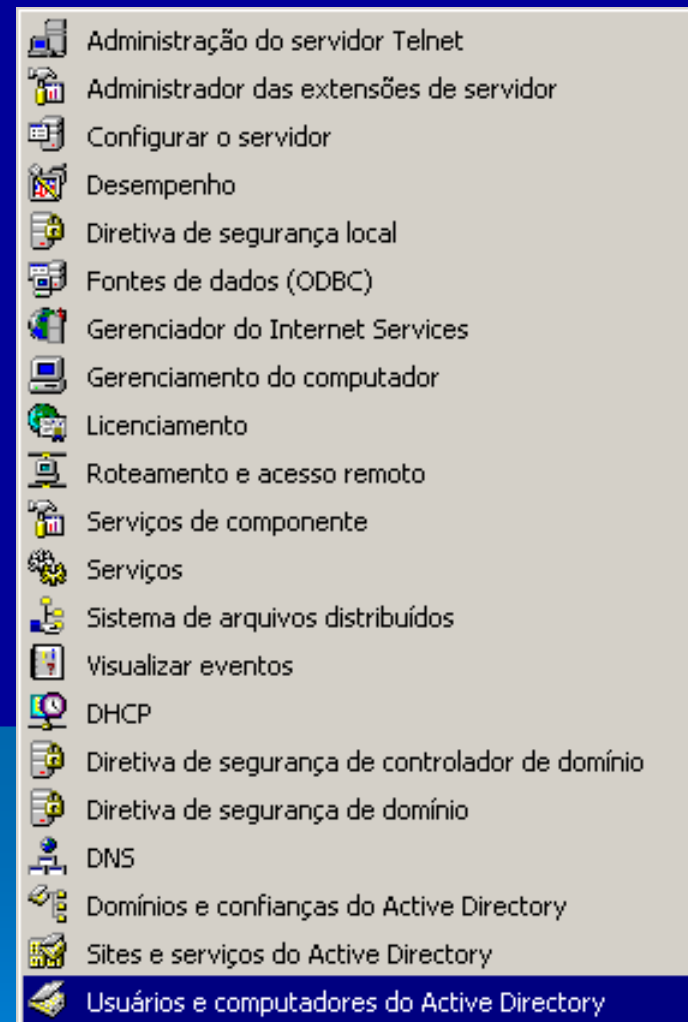 Administração do servidor Telnet
Administrador das extensões de servidor
Configurar o servidor
Desempenho
Diretiva de segurança local
Fontes de dados (ODBC)
Gerenciador do Internet Services
Gerenciamento do computador
Licenciamento
Roteamento e acesso remoto
Serviços de componente
Serviços
Sistema de arquivos distribuídos
Visualizar eventos
DHCP
Diretiva de segurança de controlador de domínio
Diretiva de segurança de domínio
DNS
Domínios e confianças do Active Directory
Sites e serviços do Active Directory
Usuários e computadores do Active Directory